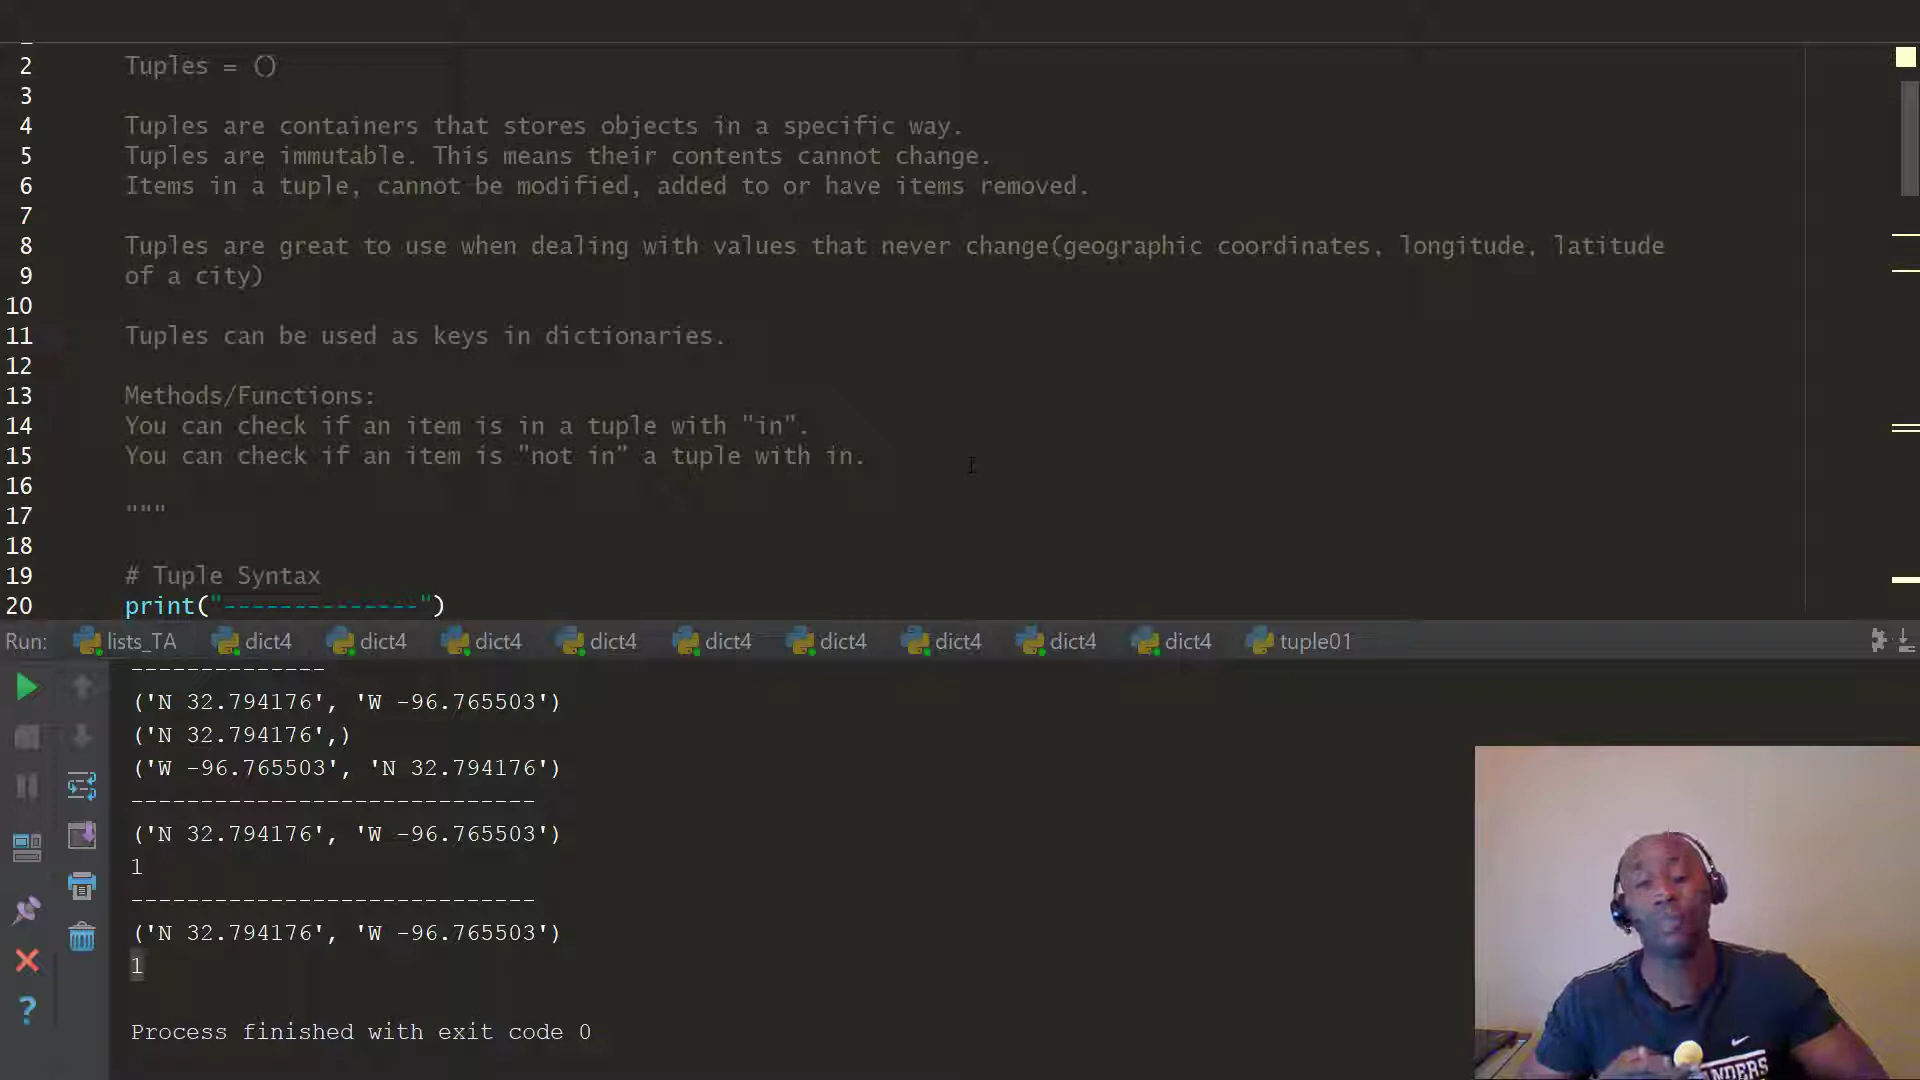 2 Tuples = ()
3
4 Tuples are containers that stores objects in a specific way.
5 Tuples are immutable. This means their contents cannot change.
6 Items in a tuple, cannot be modified, added to or have items removed.
7
8 Tuples are great to use when dealing with values that never change(geographic coordinates, longitude, latitude
9 of a city)
10
11 Tuples can be used as keys in dictionaries.
12
13 Methods/Functions:
14 You can check if an item is in a tuple with "in".
15 You can check if an item is "not in" a tuple with in.
16
17 """
18
19 # Tuple Syntax
20 print("--------------")
Run: lists_TA dict4 dict4 dict4 dict4 dict4 dict4 dict4 dict4 dict4 tuple01
--------------
('N 32.794176', 'W -96.765503')
('N 32.794176',)
('W -96.765503', 'N 32.794176')
-----------------------------
('N 32.794176', 'W -96.765503')
1
-----------------------------
('N 32.794176', 'W -96.765503')
1
Process finished with exit code 0